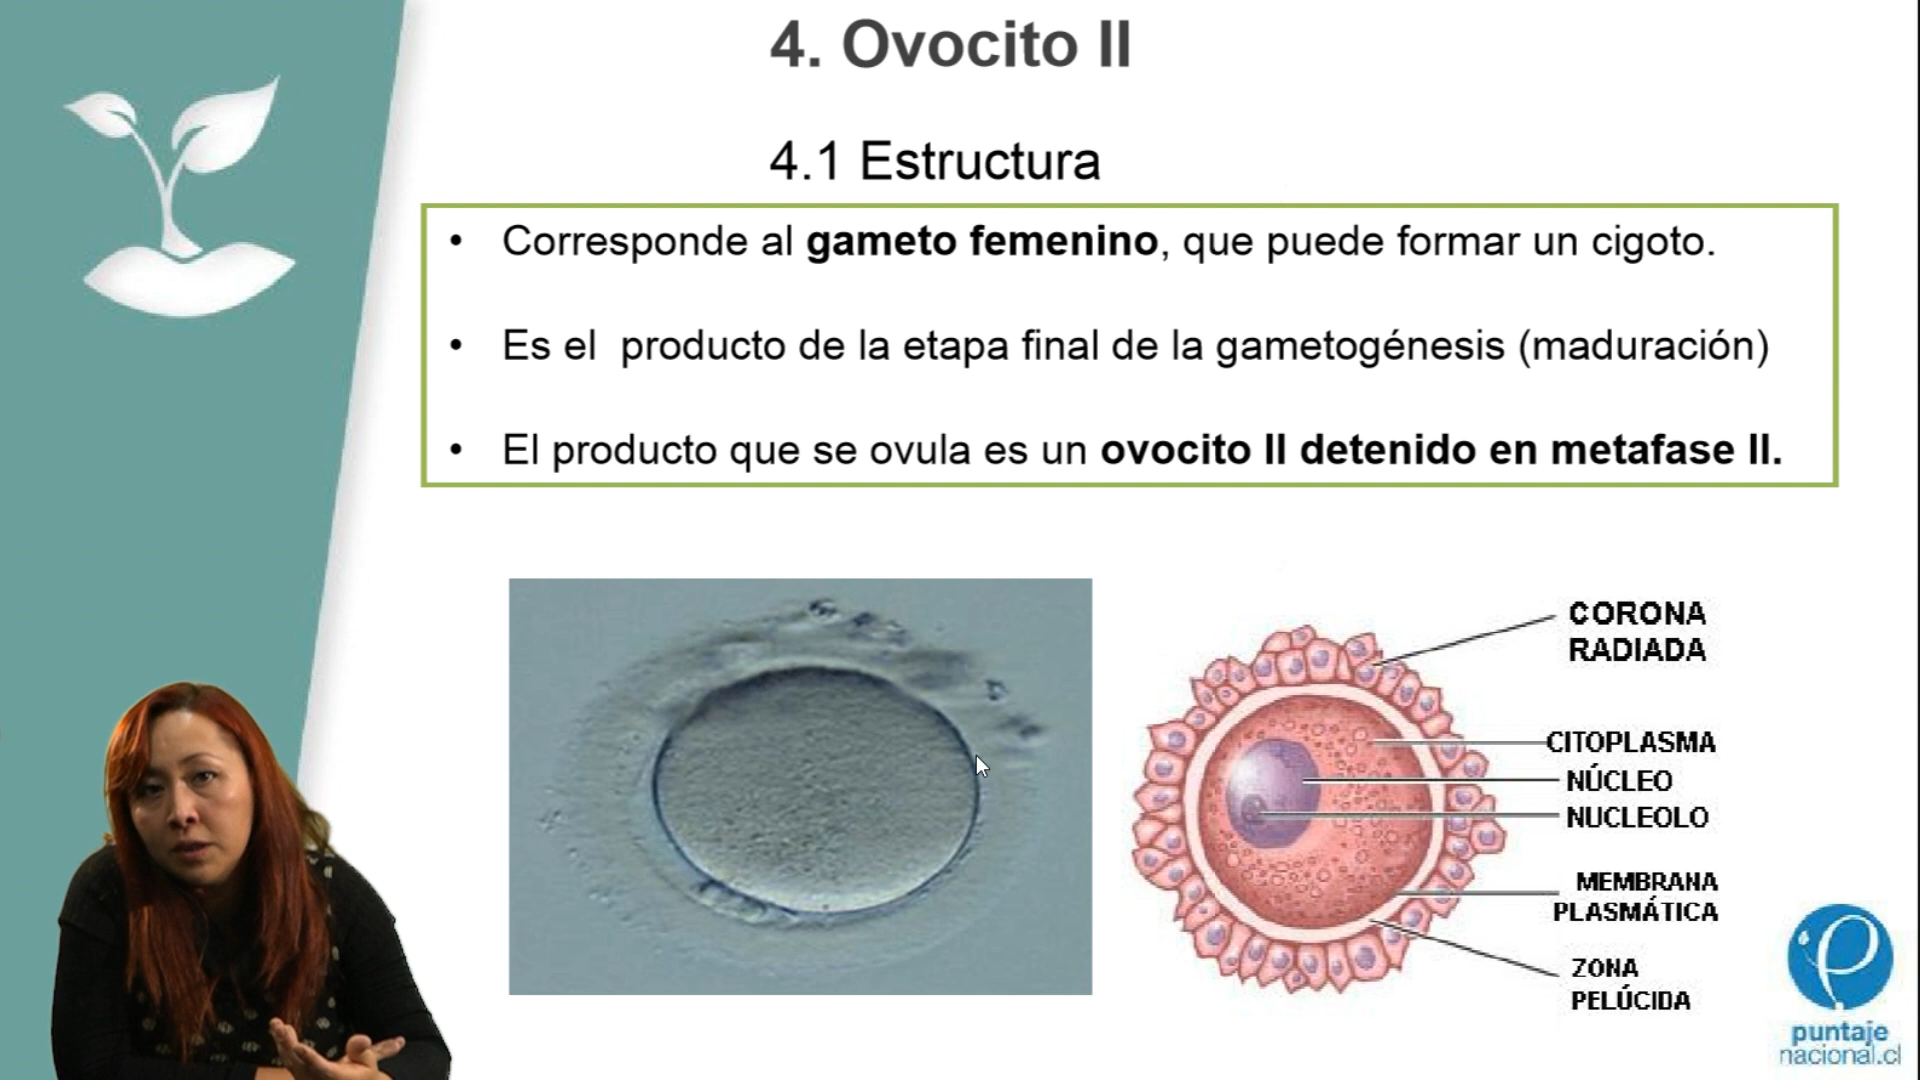 4. Ovocito II
4.1 Estructura
• Corresponde al gameto femenino, que puede formar un cigoto.
• Es el  producto de la etapa final de la gametogénesis (maduración)
• El producto que se ovula es un ovocito II detenido en metafase II.
CORONA
RADIADA
CITOPLASMA
NÚCLEO
NUCLEOLO
MEMBRANA
PLASMÁTICA
ZONA
PELÚCIDA
puntaje
nacional.cl